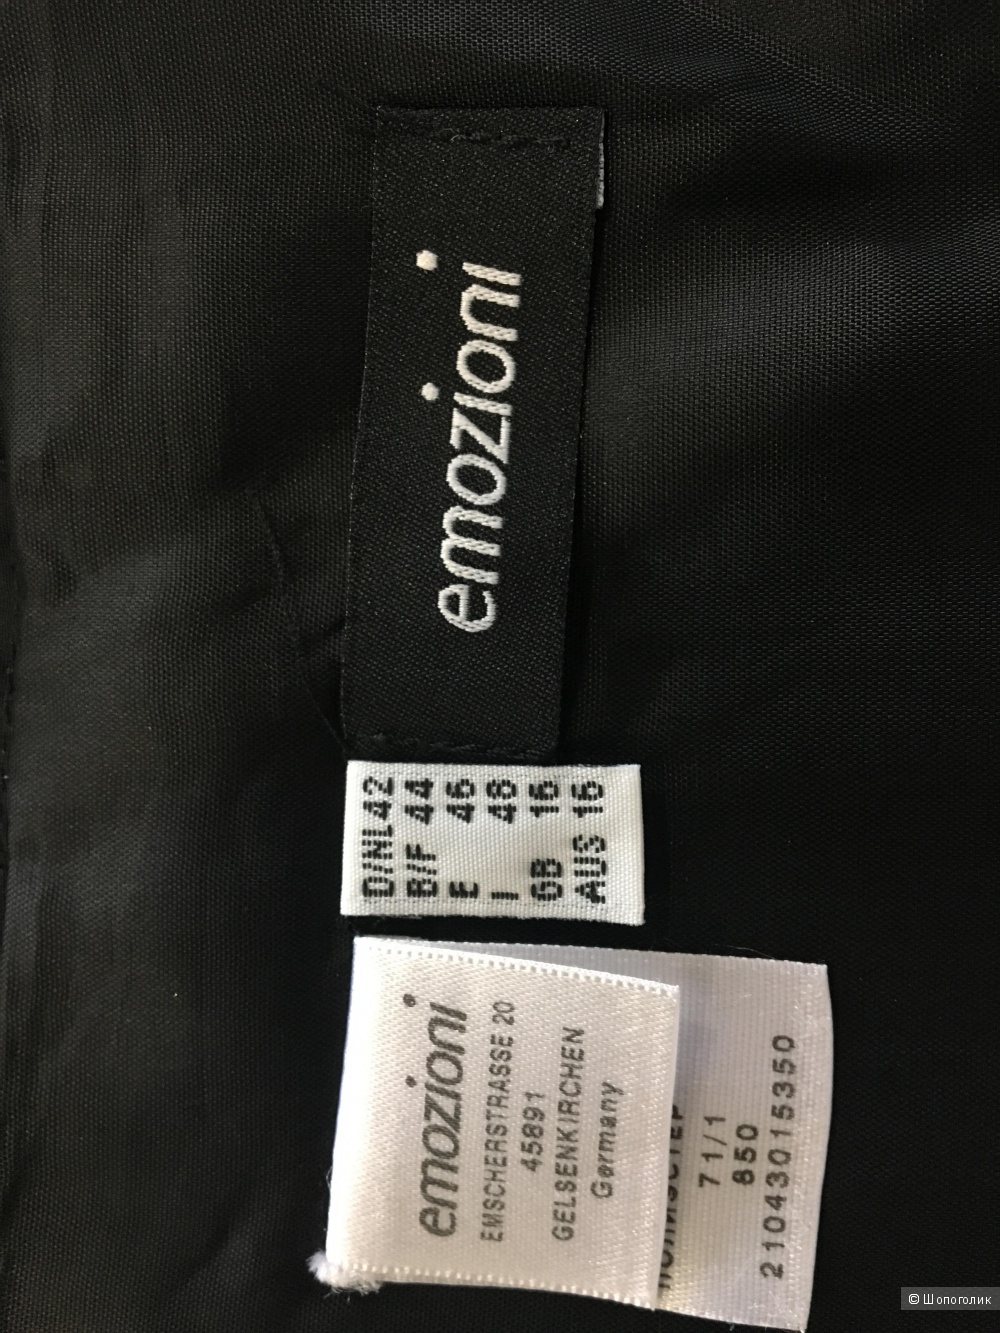 emozioni
D/NL 42
B/F 44
E 46
I 48
GB 16
AUS 16
emozioni
EMSCHERSTRASSE 20
45891
GELSENKIRCHEN
Germany
71/1
850
21043015350
© Шопоголик